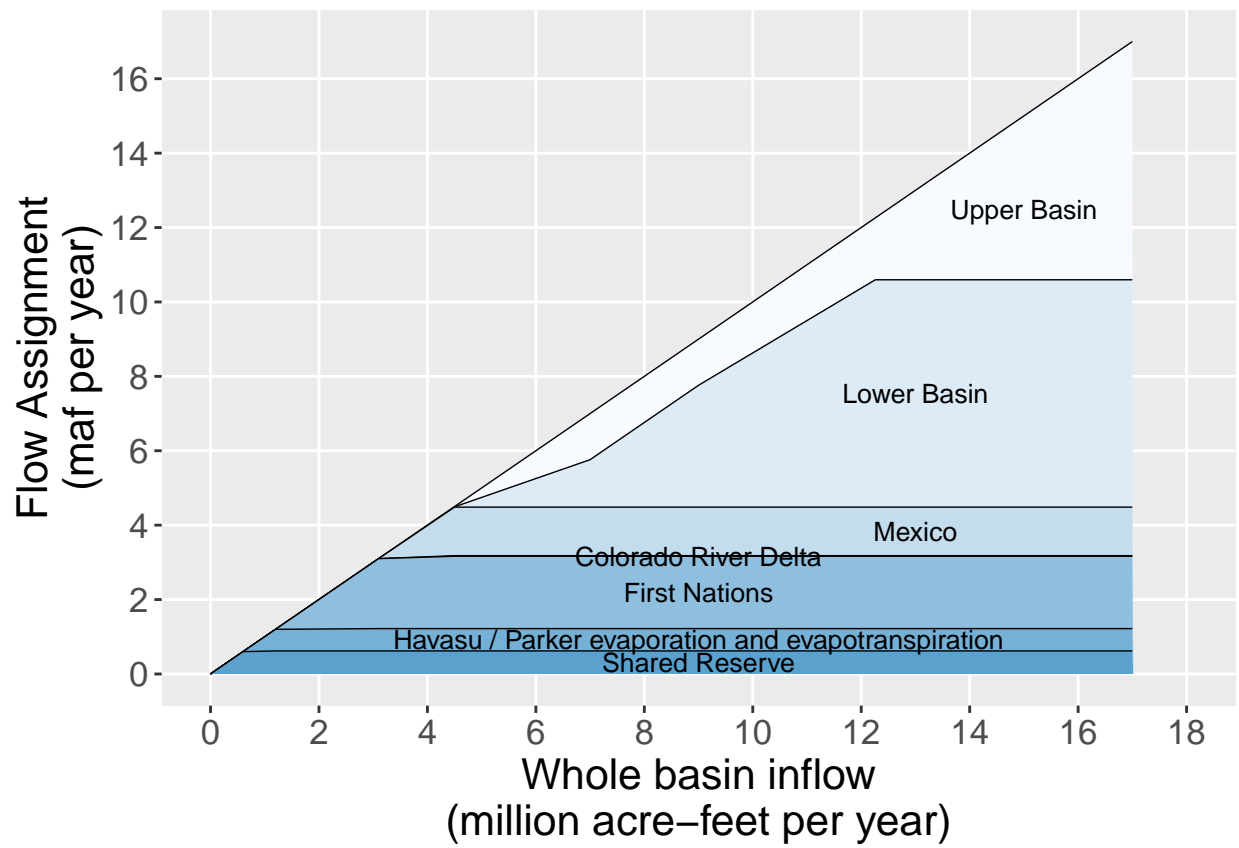 16
14
12
10
8
6
4
2
0
Flow Assignment
(maf per year)
Upper Basin
Lower Basin
Mexico
Colorado River Delta
First Nations
Havasu / Parker evaporation and evapotranspiration
Shared Reserve
0 2 4 6 8 10 12 14 16 18
Whole basin inflow
(million acre−feet per year)